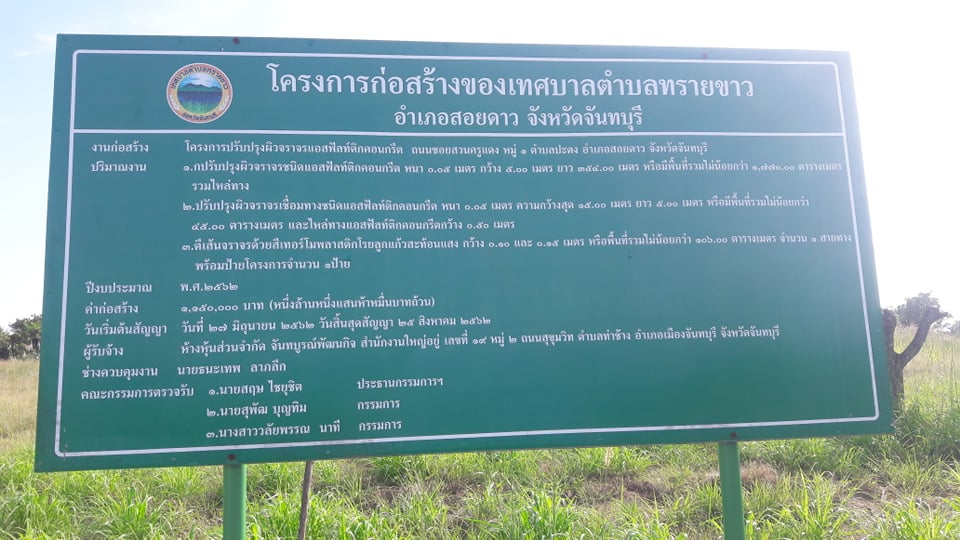 เทศบาลตำบลทรายขาว
จังหวัดจันทบุรี
โครงการก่อสร้างของเทศบาลตำบลทรายขาว
อำเภอสอยดาว จังหวัดจันทบุรี
งานก่อสร้าง โครงการปรับปรุงผิวจราจรแอสฟัลท์ติกคอนกรีต ถนนซอยสวนครูแดง หมู่ ๑ ตำบลปะตง อำเภอสอยดาว จังหวัดจันทบุรี
ปริมาณงาน ๑.กปรับปรุงผิวจราจรชนิดแอสฟัลท์ติกคอนกรีต หนา ๐.๐๕ เมตร กว้าง ๕.๐๐ เมตร ยาว ๓๕๔.๐๐ เมตร หรือมีพื้นที่รวมไม่น้อยกว่า ๑,๗๗๐.๐๐ ตารางเมตร
รวมไหล่ทาง
๒.ปรับปรุงผิวจราจรเชื่อมทางชนิดแอสฟัลท์ติกคอนกรีต หนา ๐.๐๕ เมตร ความกว้างสุด ๑๕.๐๐ เมตร ยาว ๕.๐๐ เมตร หรือมีพื้นที่รวมไม่น้อยกว่า
๔๕.๐๐ ตารางเมตร และไหล่ทางแอสฟัลท์ติกคอนกรีตกว้าง ๐.๕๐ เมตร
๓.ตีเส้นจราจรด้วยสีเทอร์โมพลาสติกโรยลูกแก้วสะท้อนแสง กว้าง ๐.๑๐ และ ๐.๑๕ เมตร หรือพื้นที่รวมไม่น้อยกว่า ๑๐๖.๐๐ ตารางเมตร จำนวน ๑ สายทาง
พร้อมป้ายโครงการจำนวน ๑ป้าย
ปีงบประมาณ พ.ศ.๒๕๖๒
ค่าก่อสร้าง ๑,๑๕๐,๐๐๐ บาท (หนึ่งล้านหนึ่งแสนห้าหมื่นบาทถ้วน)
วันเริ่มต้นสัญญา วันที่ ๒๗ มิถุนายน ๒๕๖๒ วันสิ้นสุดสัญญา ๒๕ สิงหาคม ๒๕๖๒
ผู้รับจ้าง ห้างหุ้นส่วนจำกัด จันทบูรณ์พัฒนกิจ สำนักงานใหญ่อยู่ เลขที่ ๑๙ หมู่ ๒ ถนนสุขุมวิท ตำบลท่าช้าง อำเภอเมืองจันทบุรี จังหวัดจันทบุรี
ช่างควบคุมงาน นายธนะเทพ ลาภลึก
คณะกรรมการตรวจรับ ๑.นายสฤษ ไชยุชิต ประธานกรรมการฯ
๒.นายสุพัฒ บุญทิม กรรมการ
๓.นางสาววลัยพรรณ นาที กรรมการ